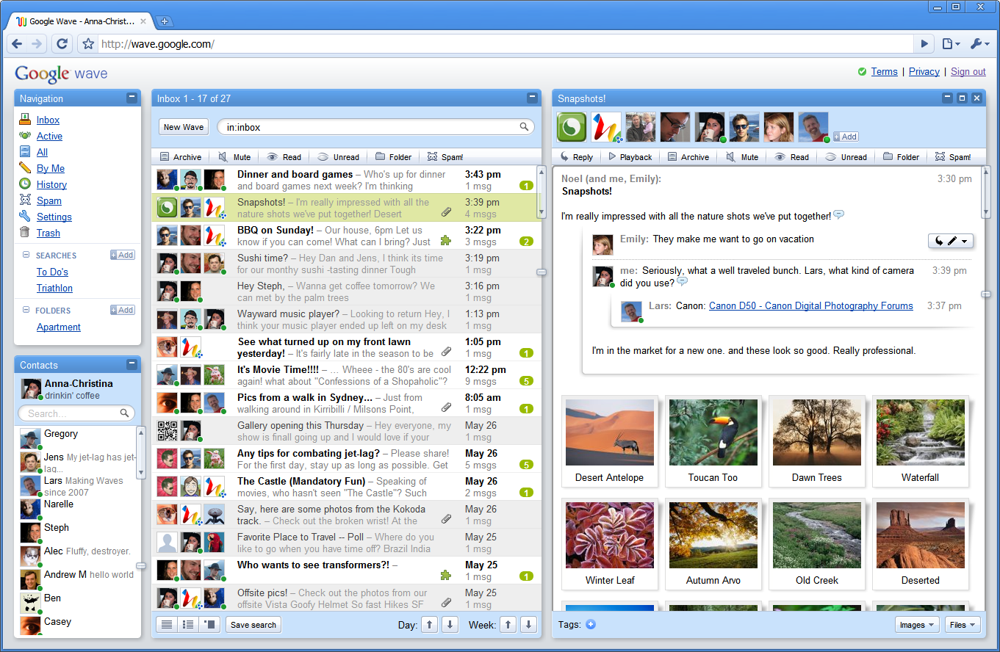 Google Wave - Anna-Christ...
http://wave.google.com/
Google wave
Terms | Privacy | Sign out
Navigation
Inbox
Active
All
By Me
History
Spam
Settings
Trash
SEARCHES
Add
To Do's
Triathlon
FOLDERS
Add
Apartment
Contacts
Anna-Christina
drinkin' coffee
Search...
Gregory
Jens My jet-lag has jet-
lag...
Lars Making Waves
since 2007
Narelle
Steph
Alec Fluffy, destroyer.
Andrew M hello world
Ben
Casey
Inbox 1 - 17 of 27
New Wave
in:inbox
Archive Mute Read Unread Folder Spam!
Dinner and board games – Who's up for dinner 3:43 pm
and board games next week? I'm thinking 1 msg 1
Snapshots! – I'm really impressed with all the 3:39 pm
nature shots we've put together! Desert 4 msgs
BBQ on Sunday! – Our house, 6pm Let us 3:22 pm
know if you can come! What can I bring? Just 3 msgs 2
Sushi time? – Hey Dan and Jens, I think its time 3:19 pm
for our monthy sushi -tasting dinner Tough 1 msg
Hey Steph, – Wanna get coffee tomorrow? We 3:16 pm
can met by the palm trees 1 msg
Wayward music player? – Looking to return Hey, I 1:13 pm
think your music player ended up left on my desk 1 msg
See what turned up on my front lawn 1:05 pm
yesterday! – It's fairly late in the season to be 1 msg 1
It's Movie Time!!!! – ... Wheee - the 80's are cool 12:22 pm
again! what about "Confessions of a Shopaholic"? 9 msgs 5
Pics from a walk in Sydney... – Just from 8:05 am
walking around in Kirribilli / Milsons Point, 1 msg 1
Gallery opening this Thursday – Hey everyone, my May 26
show is finall going up and I would love if your 1 msg
Any tips for combating jet-lag? – Please share! May 26
For the first day, stay up as long as possible. Get 5 msgs 5
The Castle (Mandatory Fun) – Speaking of May 26
movies, who hasn't seen "The Castle"? Such 2 msgs 1
Say, here are some photos from the Kokoda May 26
track. – Check out the broken wrist! At the 1 msg
Favorite Place to Travel -- Poll – Where do you May 25
like to go when you have time off? Brazil India 1 msg
Who wants to see transformers?! – May 25
1 msg 1
Offsite pics! – Check out the photos from our May 25
offsite Vista Goofy Helmet So fast Hikes SF 1 msg
Save search
Day: Week:
Snapshots!
Add
Reply Playback Archive Mute Read Unread Folder Spam!
Noel (and me, Emily): 3:30 pm
Snapshots!
I'm really impressed with all the nature shots we've put together!
Emily: They make me want to go on vacation
me: Seriously, what a well traveled bunch. Lars, what kind of camera 3:39 pm
did you use?
Lars: Canon: Canon D50 - Canon Digital Photography Forums 3:37 pm
I'm in the market for a new one. and these look so good. Really professional.
Desert Antelope Toucan Too Dawn Trees Waterfall
Winter Leaf Autumn Arvo Old Creek Deserted
Tags:
Images Files